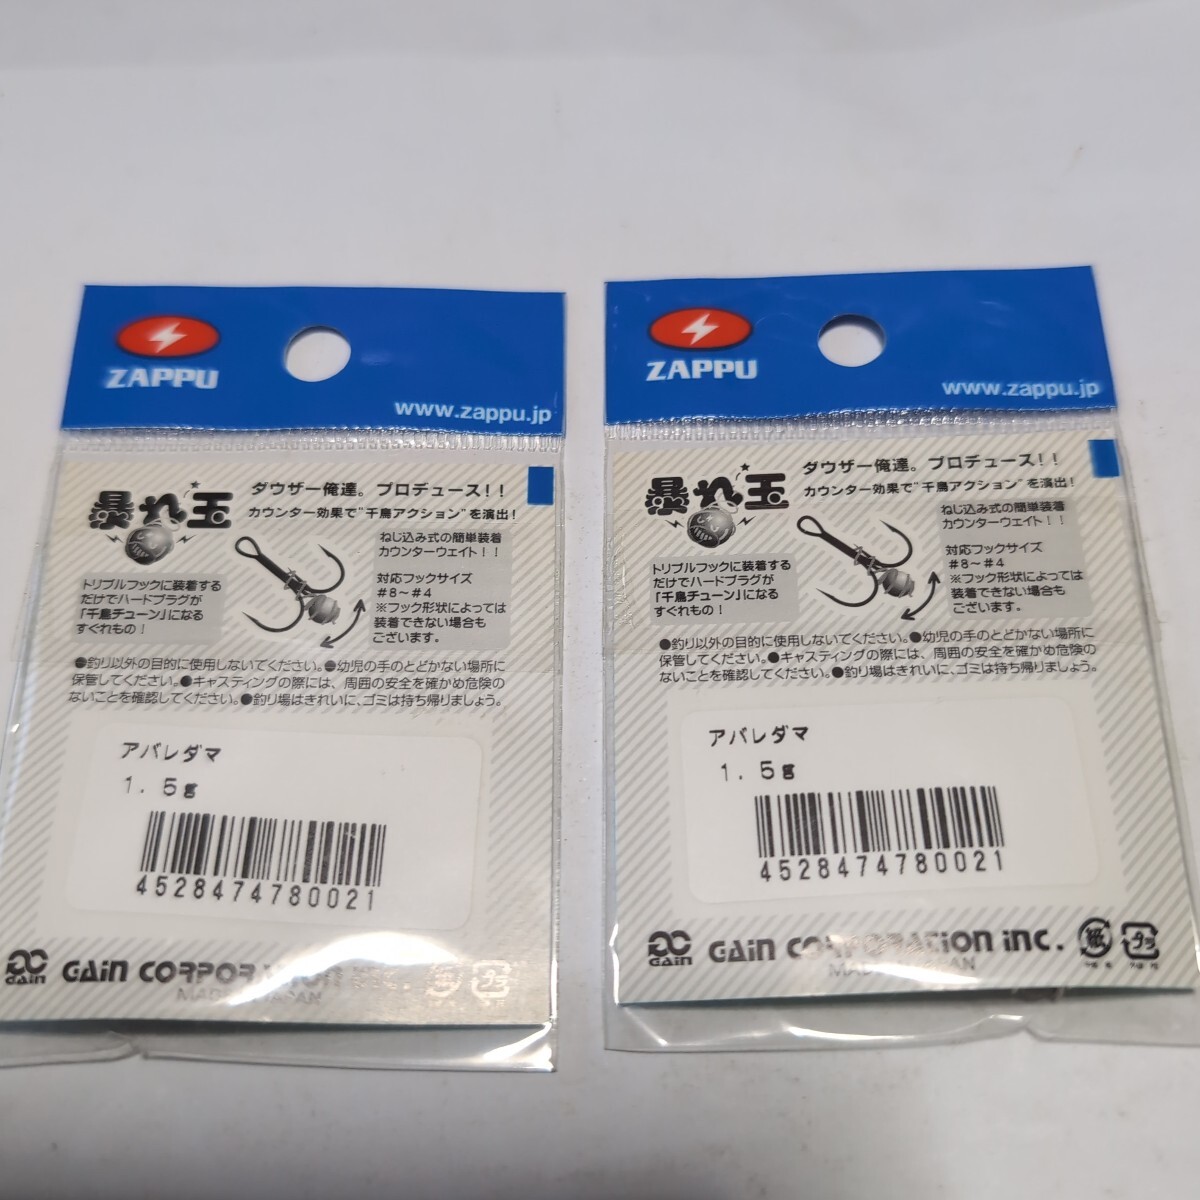 ZAPPU
www.zappu.jp
暴れ玉
ダウザー俺達。プロデュース!!
カウンター効果で"千鳥アクション"を演出!
ねじ込み式の簡単装着
カウンターウェイト!!
対応フックサイズ
#8～#4
※フック形状によっては
装着できない場合も
ございます。
トリプルフックに装着する
だけでハードプラグが
「千鳥チューン」になる
すぐれもの!
●釣り以外の目的に使用しないでください。●幼児の手のとどかない場所に
保管してください。●キャスティングの際には、周囲の安全を確かめ危険の
ないことを確認してください。●釣り場はきれいに、ゴミは持ち帰りましょう。
アバレダマ
1.5g
4528474780021
GAIN
GAIN CORPORATION INC.
MADE IN JAPAN
ZAPPU
www.zappu.jp
暴れ玉
ダウザー俺達。プロデュース!!
カウンター効果で"千鳥アクション"を演出!
ねじ込み式の簡単装着
カウンターウェイト!!
対応フックサイズ
#8～#4
※フック形状によっては
装着できない場合も
ございます。
トリプルフックに装着する
だけでハードプラグが
「千鳥チューン」になる
すぐれもの!
●釣り以外の目的に使用しないでください。●幼児の手のとどかない場所に
保管してください。●キャスティングの際には、周囲の安全を確かめ危険の
ないことを確認してください。●釣り場はきれいに、ゴミは持ち帰りましょう。
アバレダマ
1.5g
4528474780021
GAIN
GAIN CORPORATION INC.
MADE IN JAPAN
紙
プラ